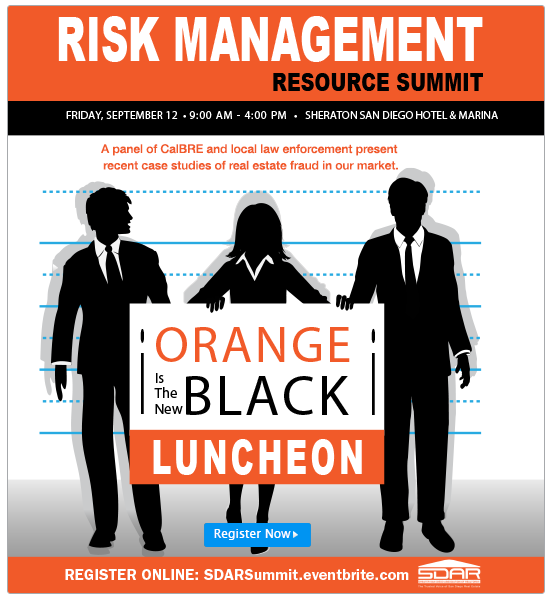 RISK MANAGEMENT
RESOURCE SUMMIT
FRIDAY, SEPTEMBER 12 • 9:00 AM - 4:00 PM • SHERATON SAN DIEGO HOTEL & MARINA
A panel of CalBRE and local law enforcement present
recent case studies of real estate fraud in our market.
ORANGE
Is
The
New
BLACK
LUNCHEON
Register Now
REGISTER ONLINE: SDARSummit.eventbrite.com
SDAR